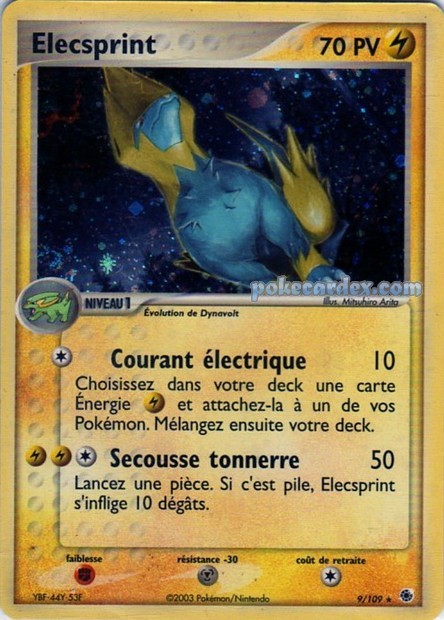 Elecsprint 70 PV
pokecardex.com
NIVEAU 1
Illus. Mitsuhiro Arita
Évolution de Dynavolt
Courant électrique 10
Choisissez dans votre deck une carte
Énergie et attachez-la à un de vos
Pokémon. Mélangez ensuite votre deck.
Secousse tonnerre 50
Lancez une pièce. Si c'est pile, Elecsprint
s'inflige 10 dégâts.
faiblesse résistance -30 coût de retraite
YBF-44Y-53F ©2003 Pokémon/Nintendo 9/109 ★